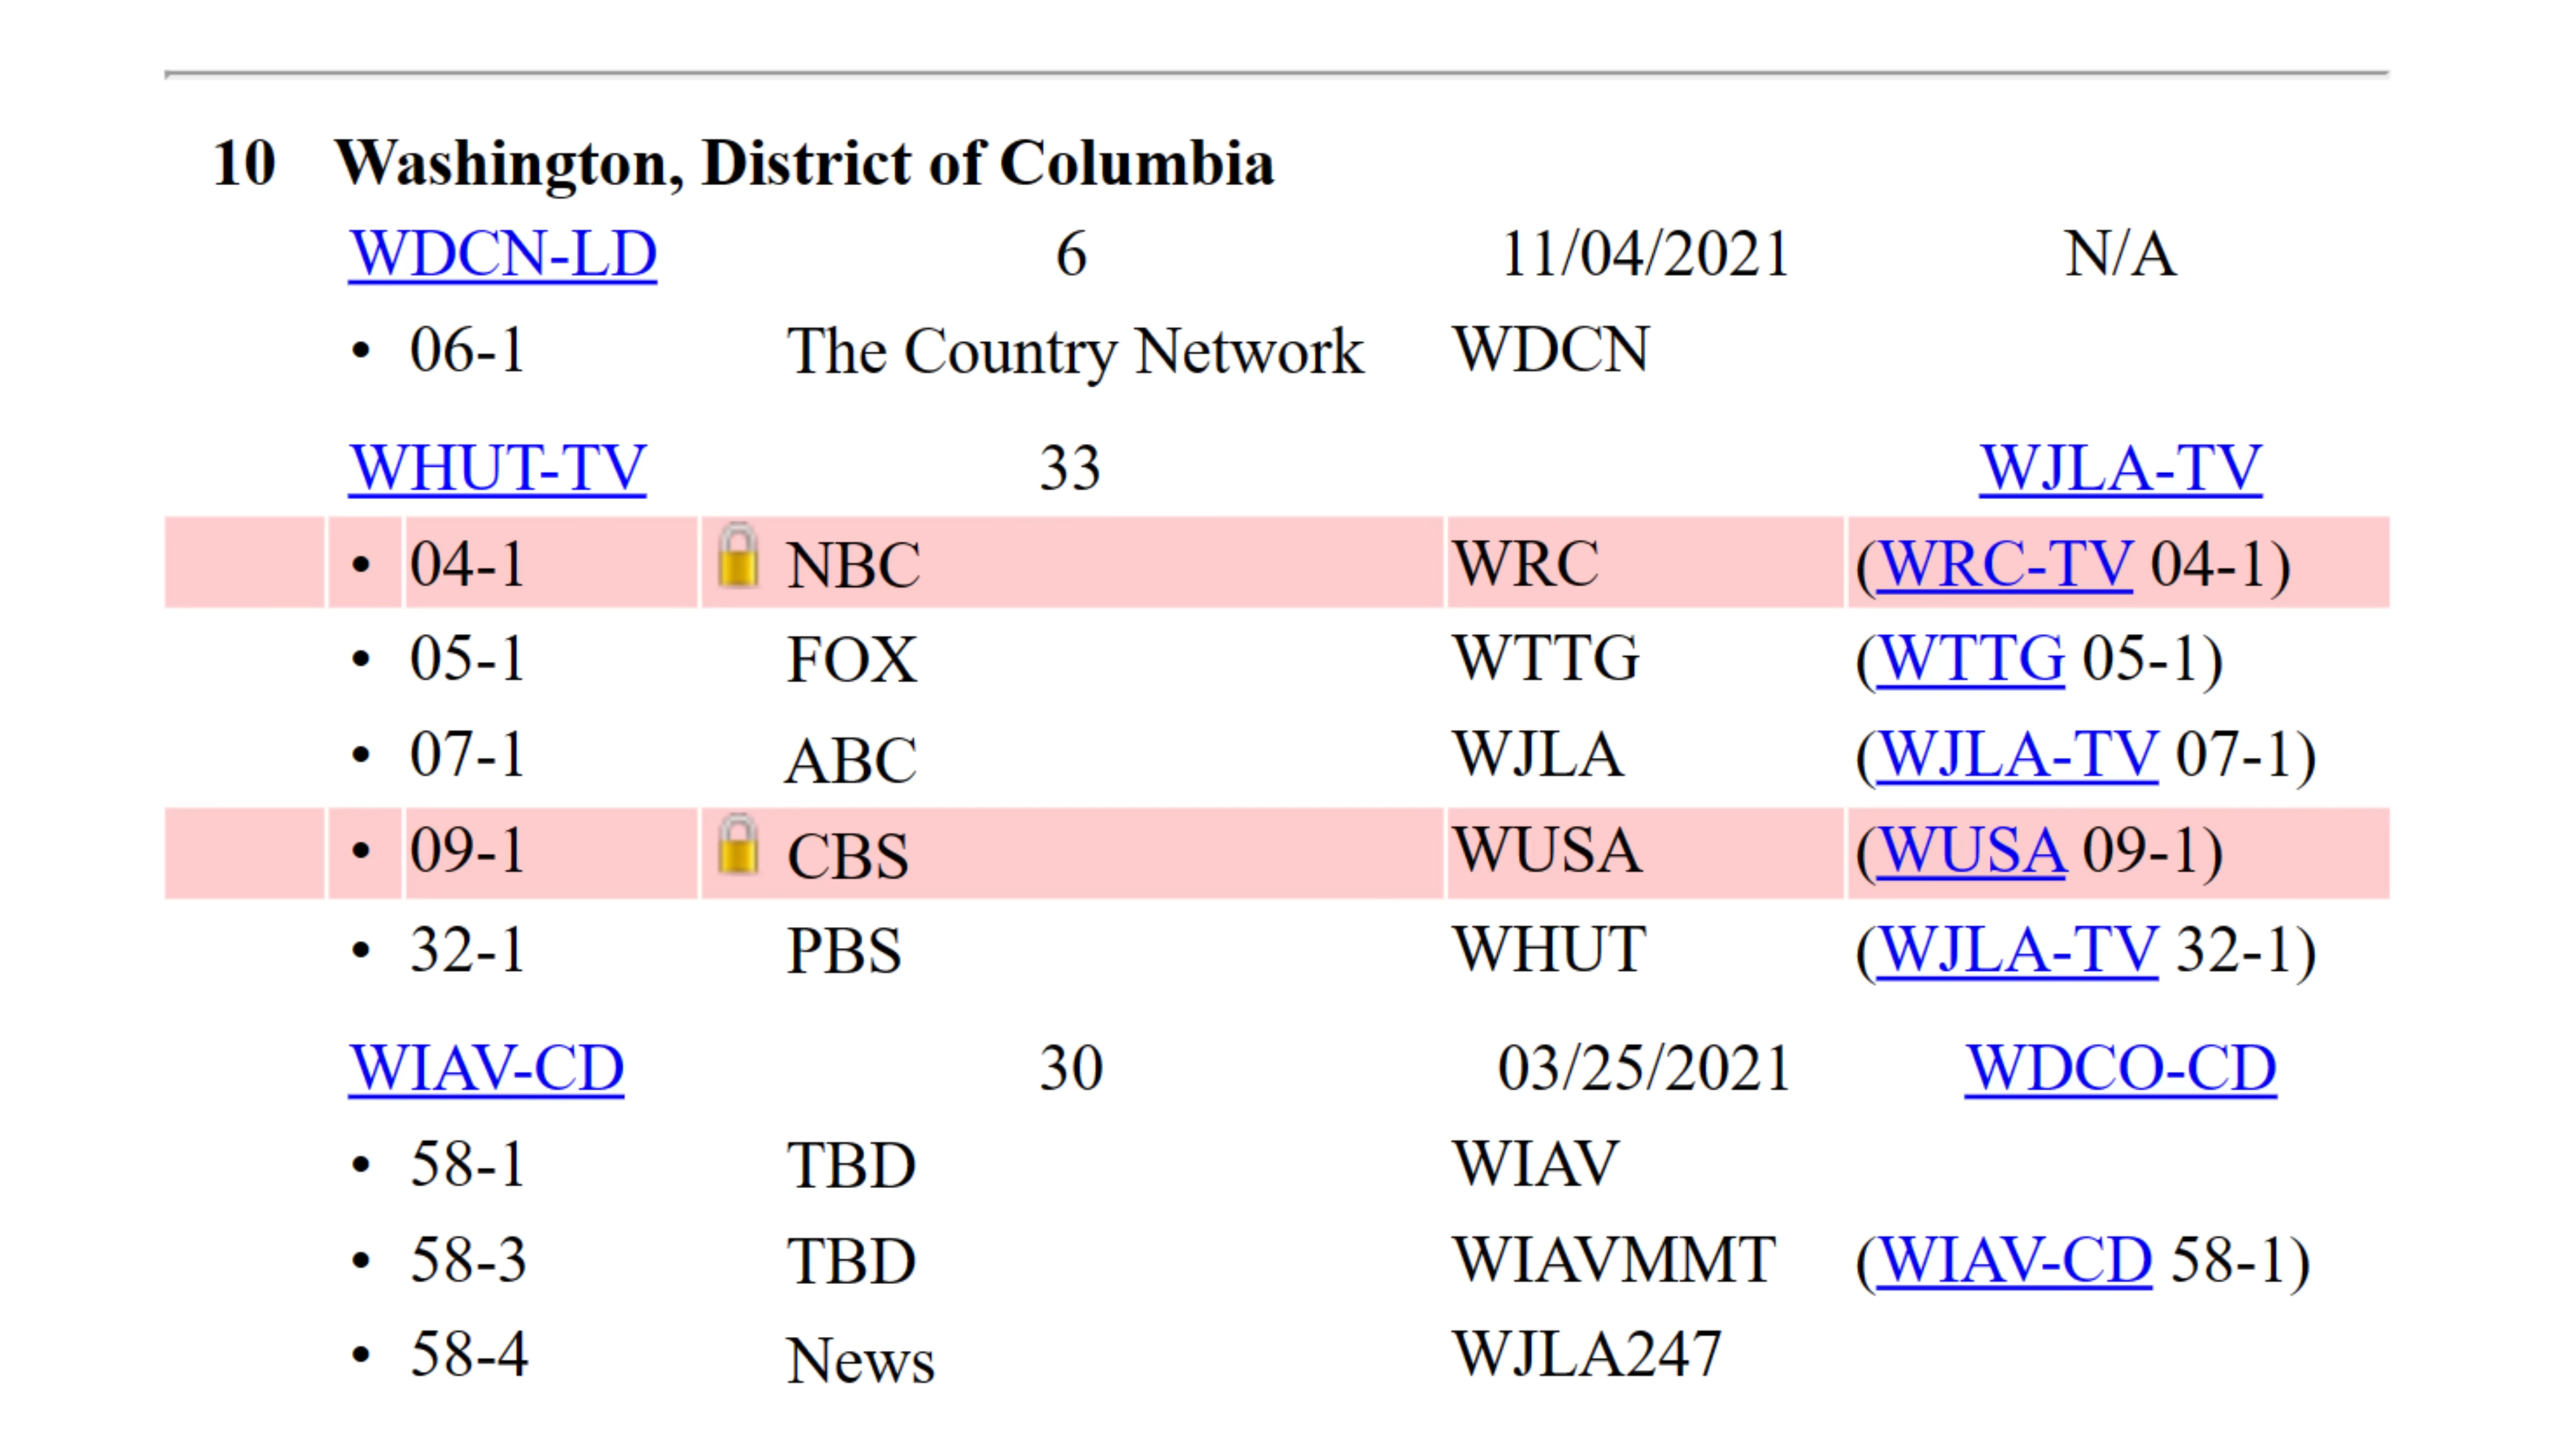 10 Washington, District of Columbia
WDCN-LD 6 11/04/2021 N/A
• 06-1 The Country Network WDCN
WHUT-TV 33 WJLA-TV
• 04-1 NBC WRC (WRC-TV 04-1)
• 05-1 FOX WTTG (WTTG 05-1)
• 07-1 ABC WJLA (WJLA-TV 07-1)
• 09-1 CBS WUSA (WUSA 09-1)
• 32-1 PBS WHUT (WJLA-TV 32-1)
WIAV-CD 30 03/25/2021 WDCO-CD
• 58-1 TBD WIAV
• 58-3 TBD WIAVMMT (WIAV-CD 58-1)
• 58-4 News WJLA247